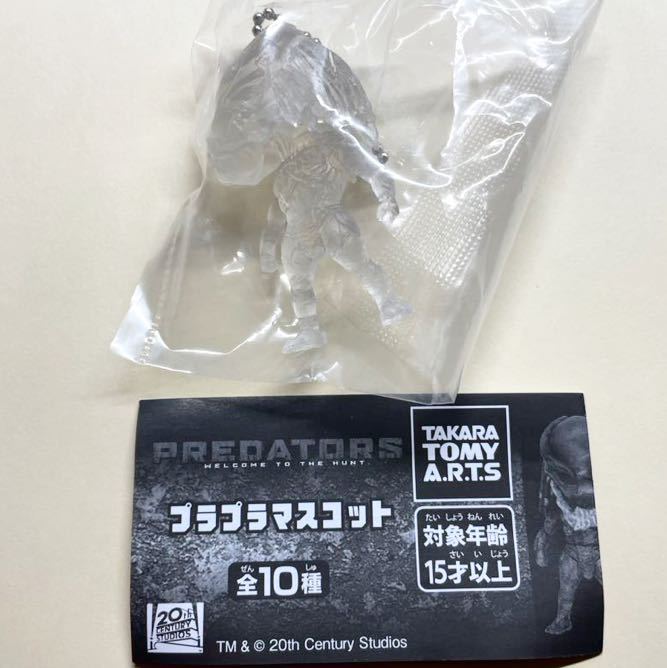 PREDATORS
WELCOME TO THE HUNT
TAKARA
TOMY
A.R.T.S
プラプラマスコット
たいしょうねんれい
対象年齢
さいいじょう
15才以上
ぜん しゅ
全10種
20th
CENTURY
STUDIOS
TM & © 20th Century Studios